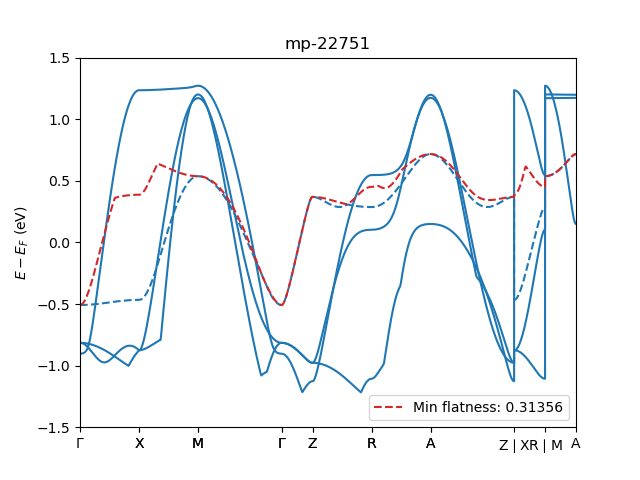 mp-22751
1.5
1.0
0.5
0.0
−0.5
−1.0
−1.5
E − E_F (eV)
Min flatness: 0.31356
Γ X M Γ Z R A Z | XR | M A